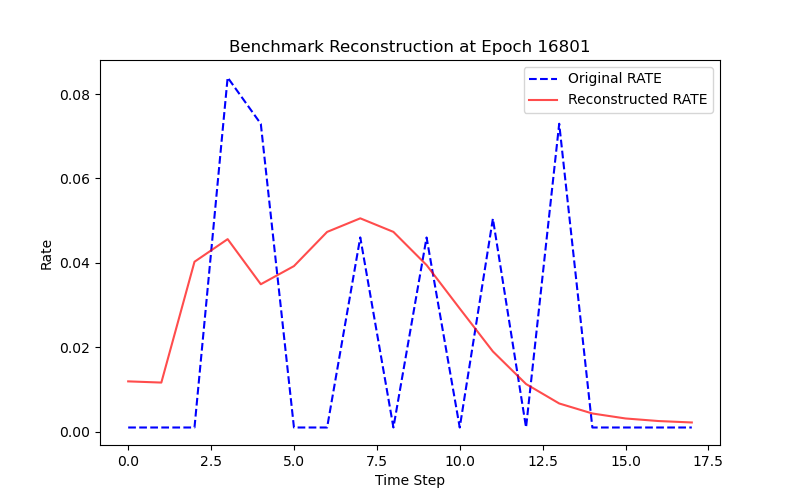 Benchmark Reconstruction at Epoch 16801
Original RATE
Reconstructed RATE
0.08
0.06
0.04
0.02
0.00
Rate
0.0 2.5 5.0 7.5 10.0 12.5 15.0 17.5
Time Step